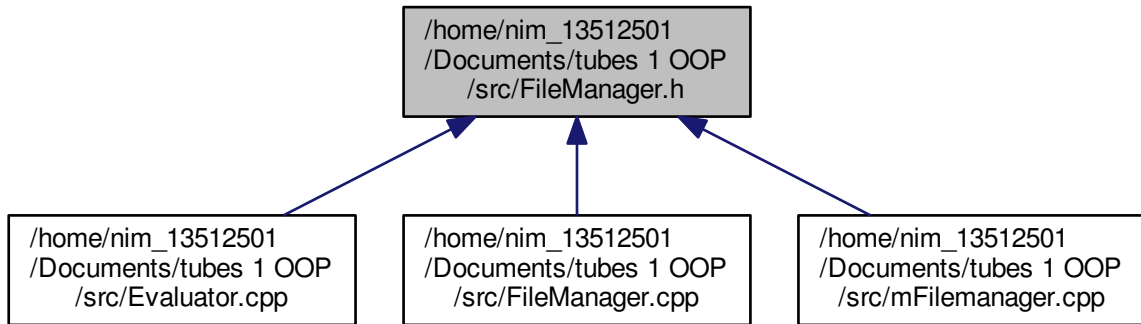 /home/nim_13512501
/Documents/tubes 1 OOP
/src/FileManager.h
/home/nim_13512501
/Documents/tubes 1 OOP
/src/Evaluator.cpp
/home/nim_13512501
/Documents/tubes 1 OOP
/src/FileManager.cpp
/home/nim_13512501
/Documents/tubes 1 OOP
/src/mFilemanager.cpp